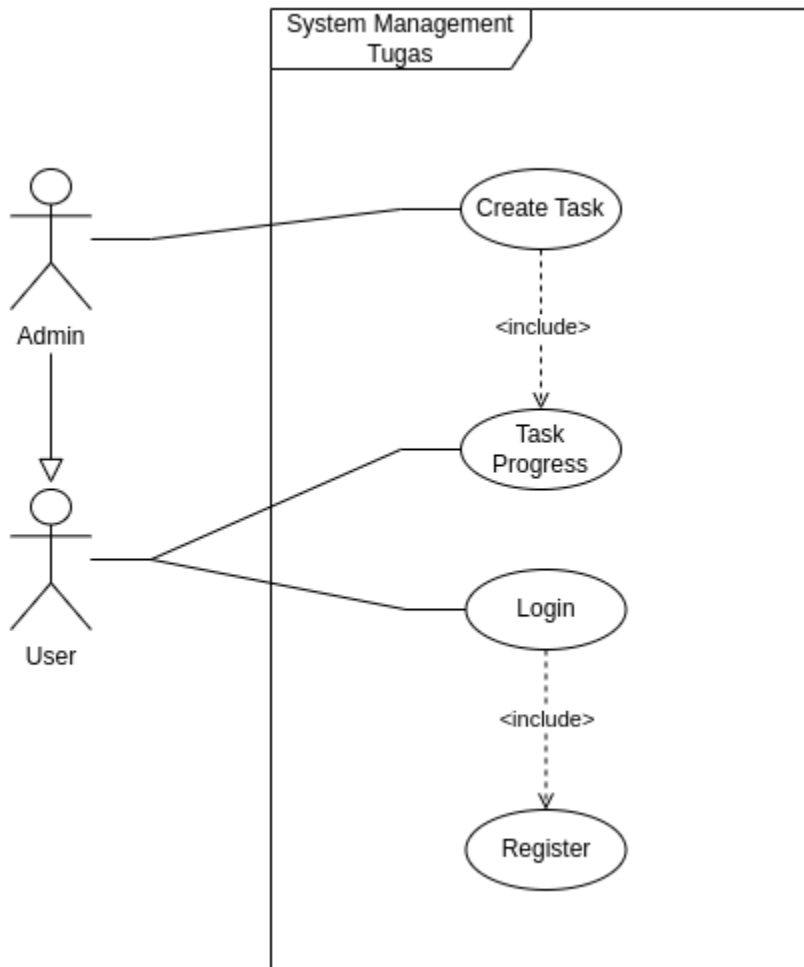 System Management
Tugas
Create Task
<include>
Admin
Task
Progress
Login
User
<include>
Register